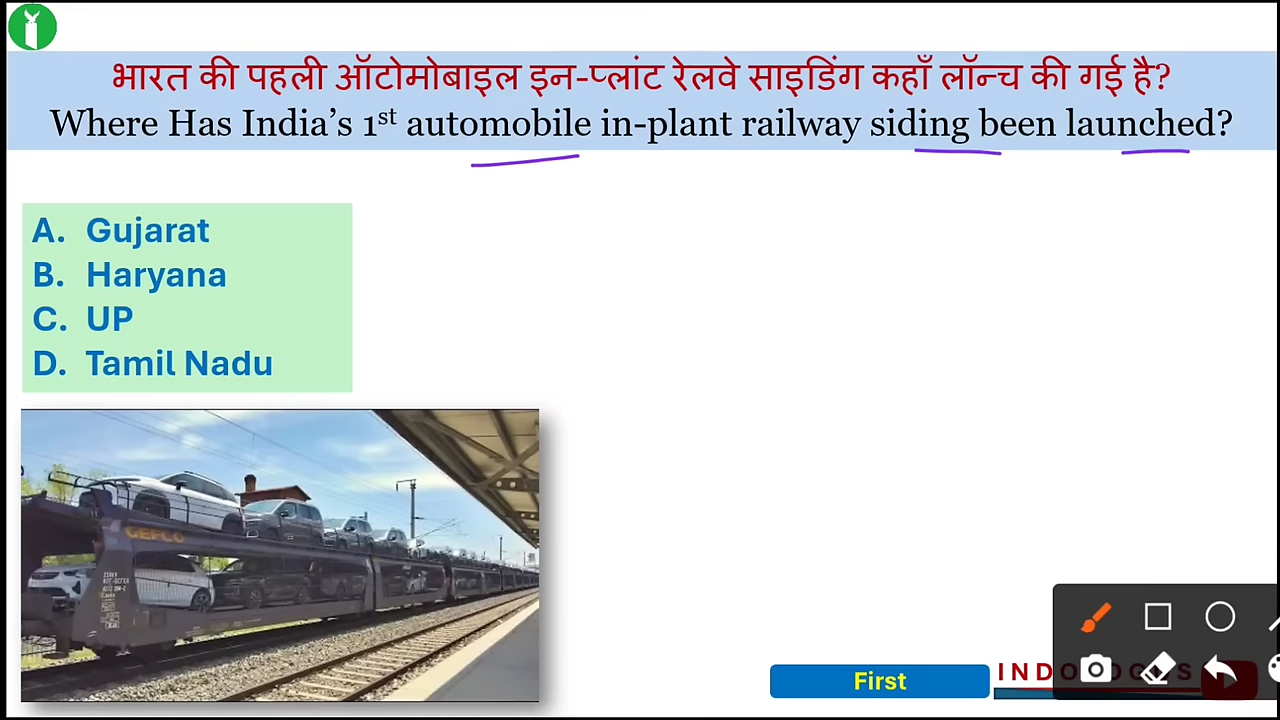 भारत की पहली ऑटोमोबाइल इन-प्लांट रेलवे साइडिंग कहाँ लॉन्च की गई है?
Where Has India’s 1st automobile in-plant railway siding been launched?
A. Gujarat
B. Haryana
C. UP
D. Tamil Nadu
GEFCO
First